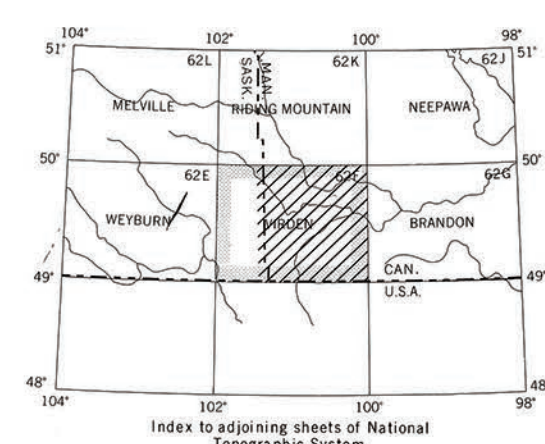 104° 102° 100° 98°
51° 62L 62K 62J 51°
SASK. MAN.
MELVILLE RIDING MOUNTAIN NEEPAWA
50° 50°
62E 62F 62G
WEYBURN VIRDEN BRANDON
CAN.
49° 49°
U.S.A.
48° 48°
104° 102° 100° 98°
Index to adjoining sheets of National
Topographic System